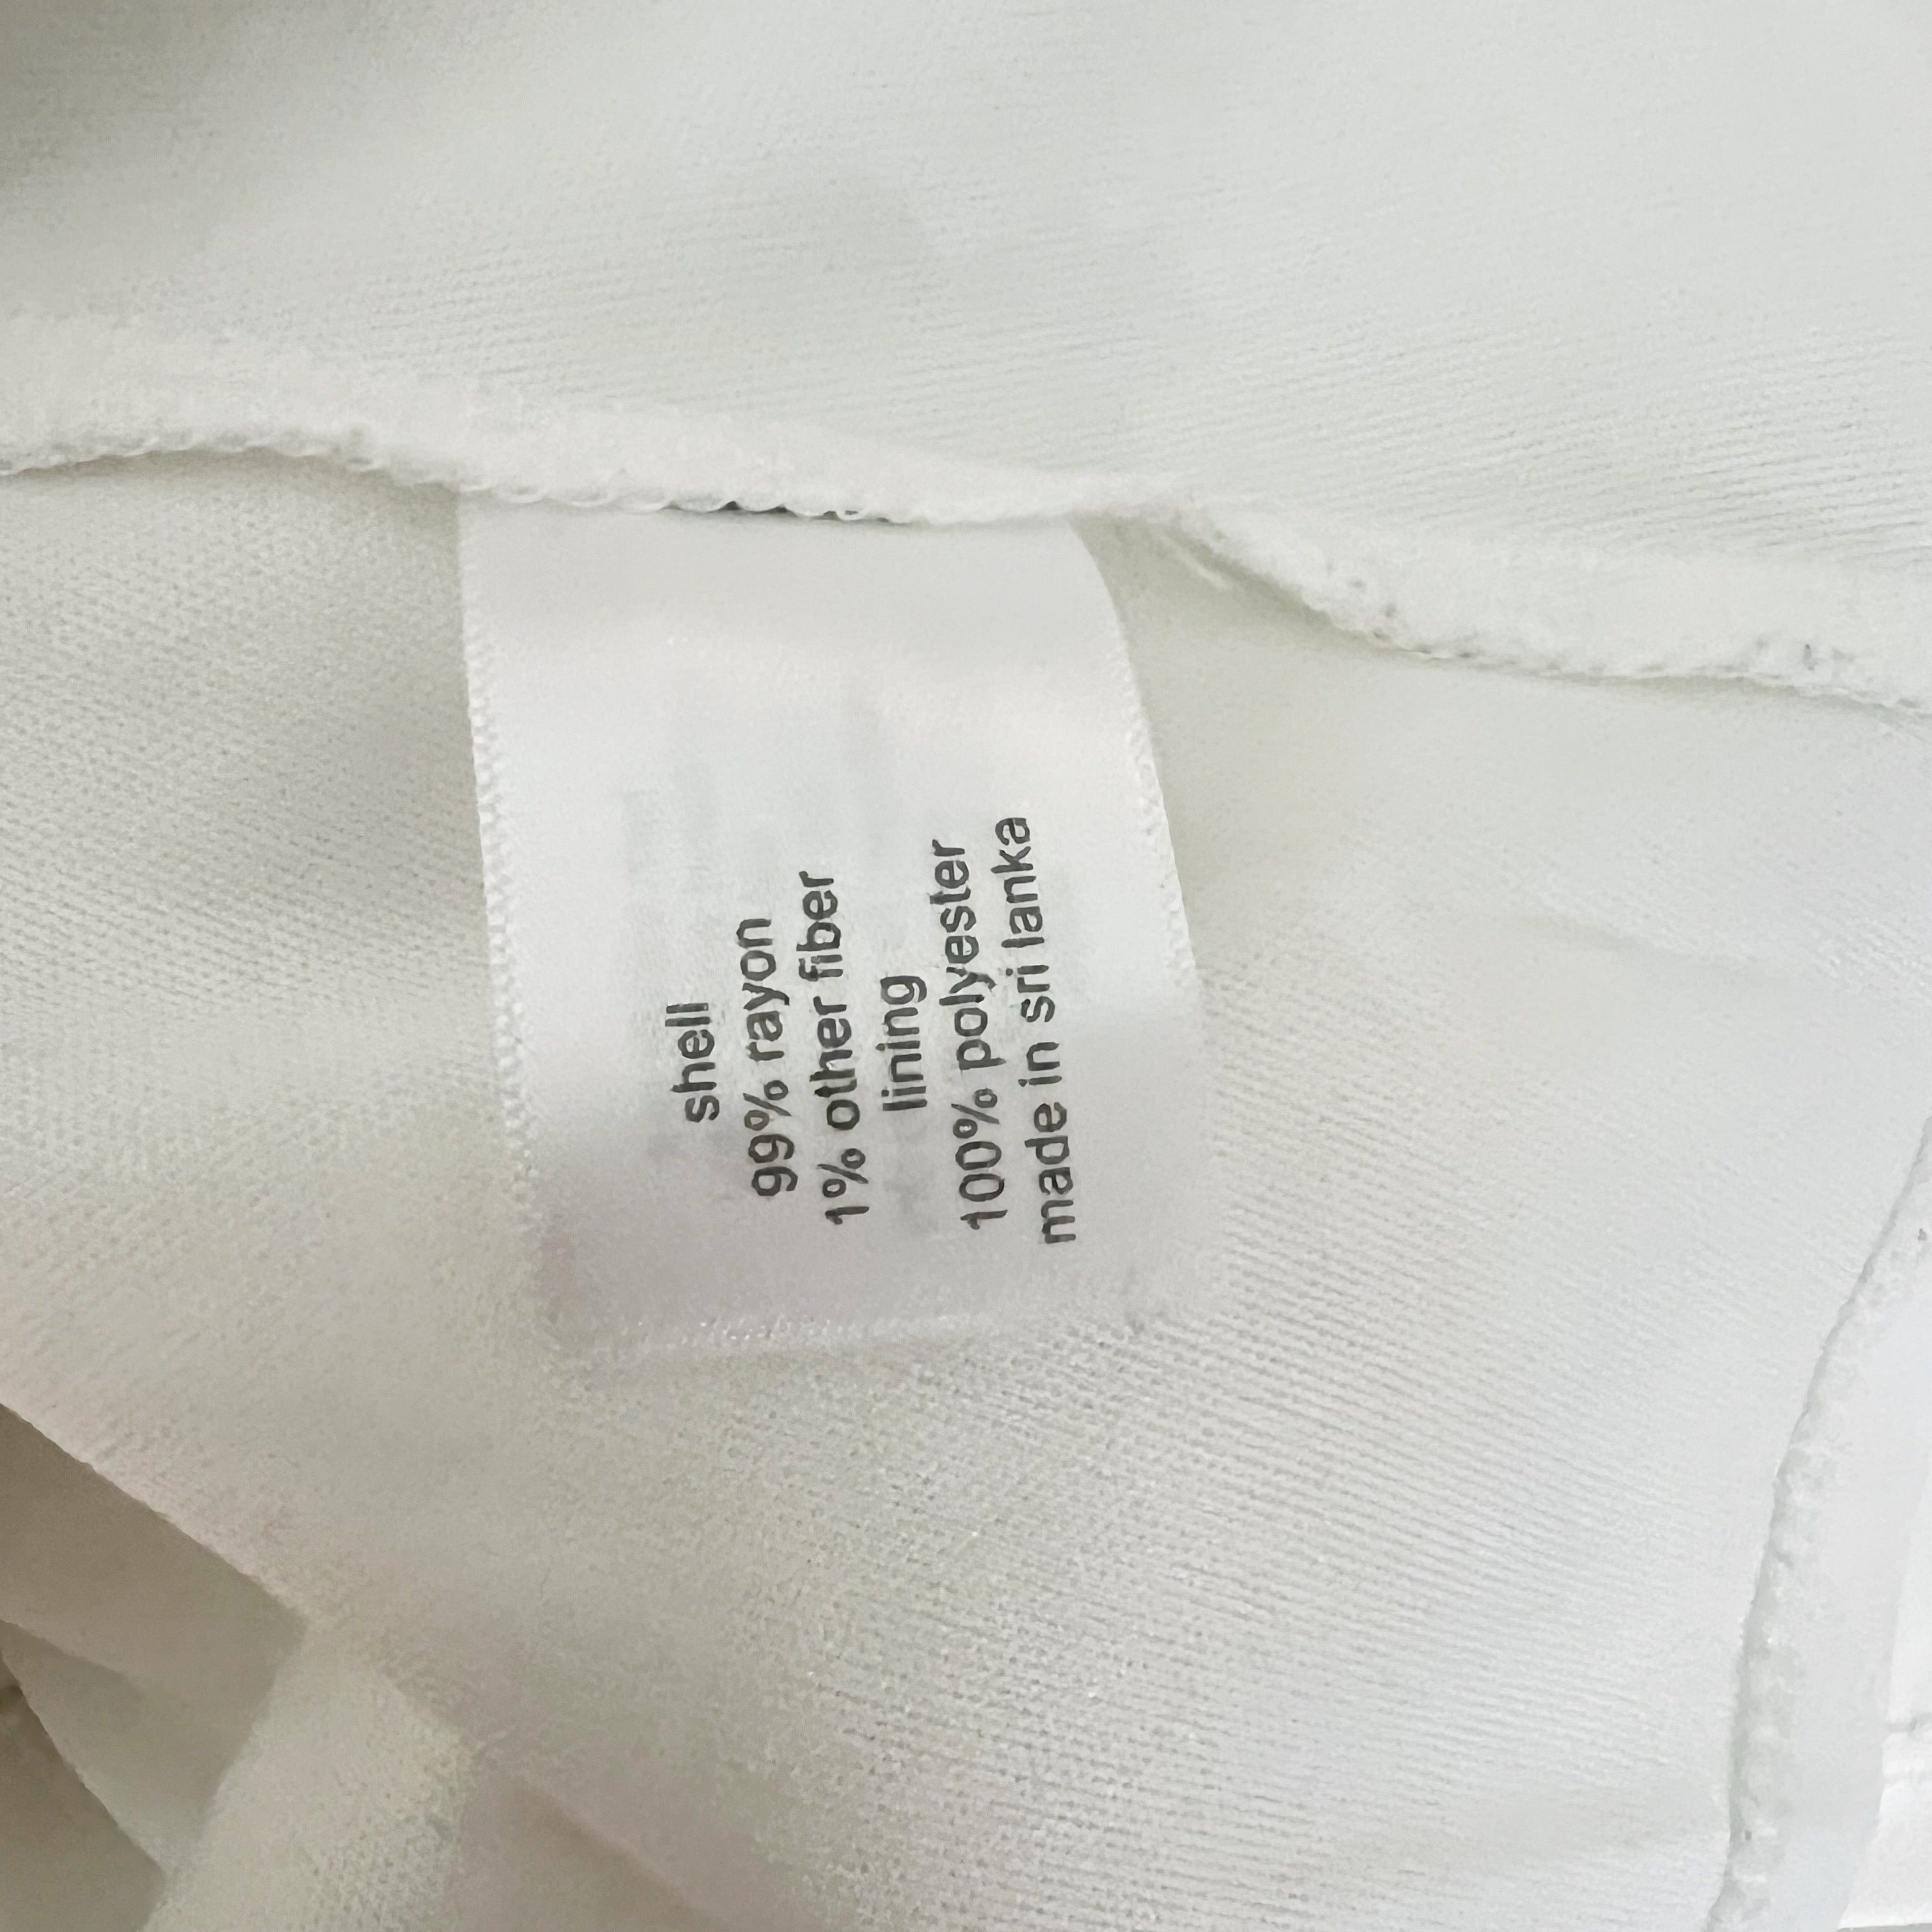 shell
99% rayon
1% other fiber
lining
100% polyester
made in sri lanka